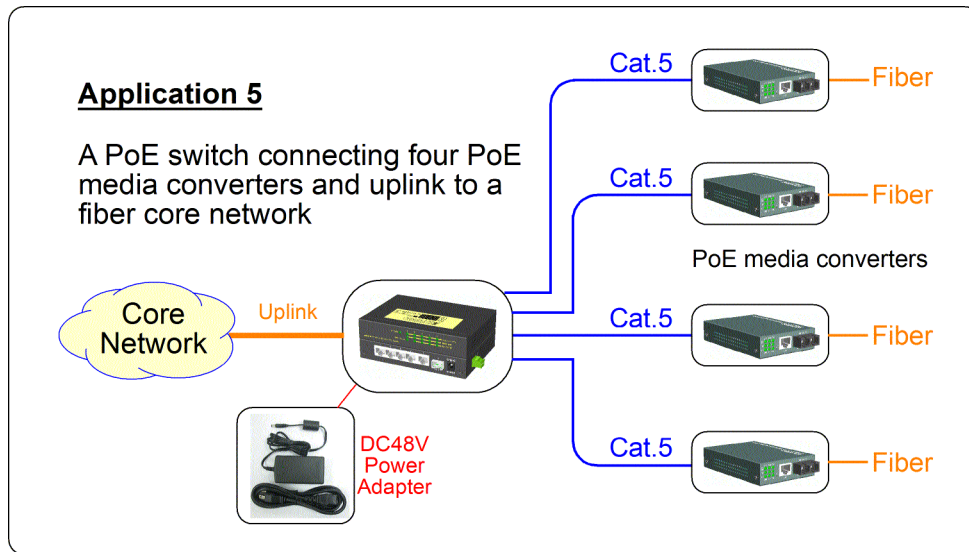 Application 5
A PoE switch connecting four PoE
media converters and uplink to a
fiber core network
Cat.5
Fiber
Cat.5
Fiber
PoE media converters
Core
Network
Uplink
Cat.5
Fiber
DC48V
Power
Adapter
Cat.5
Fiber